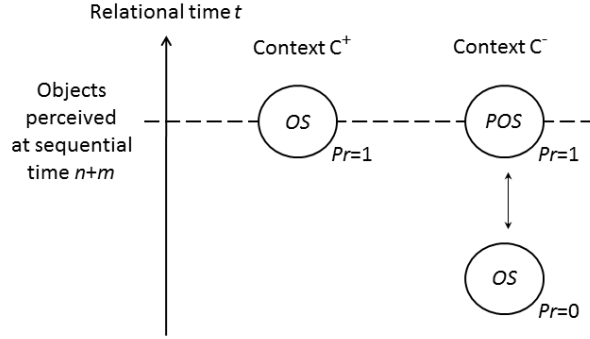 Relational time t
Context C⁺
Context C⁻
Objects
perceived
at sequential
time n+m
OS
Pr=1
POS
Pr=1
OS
Pr=0